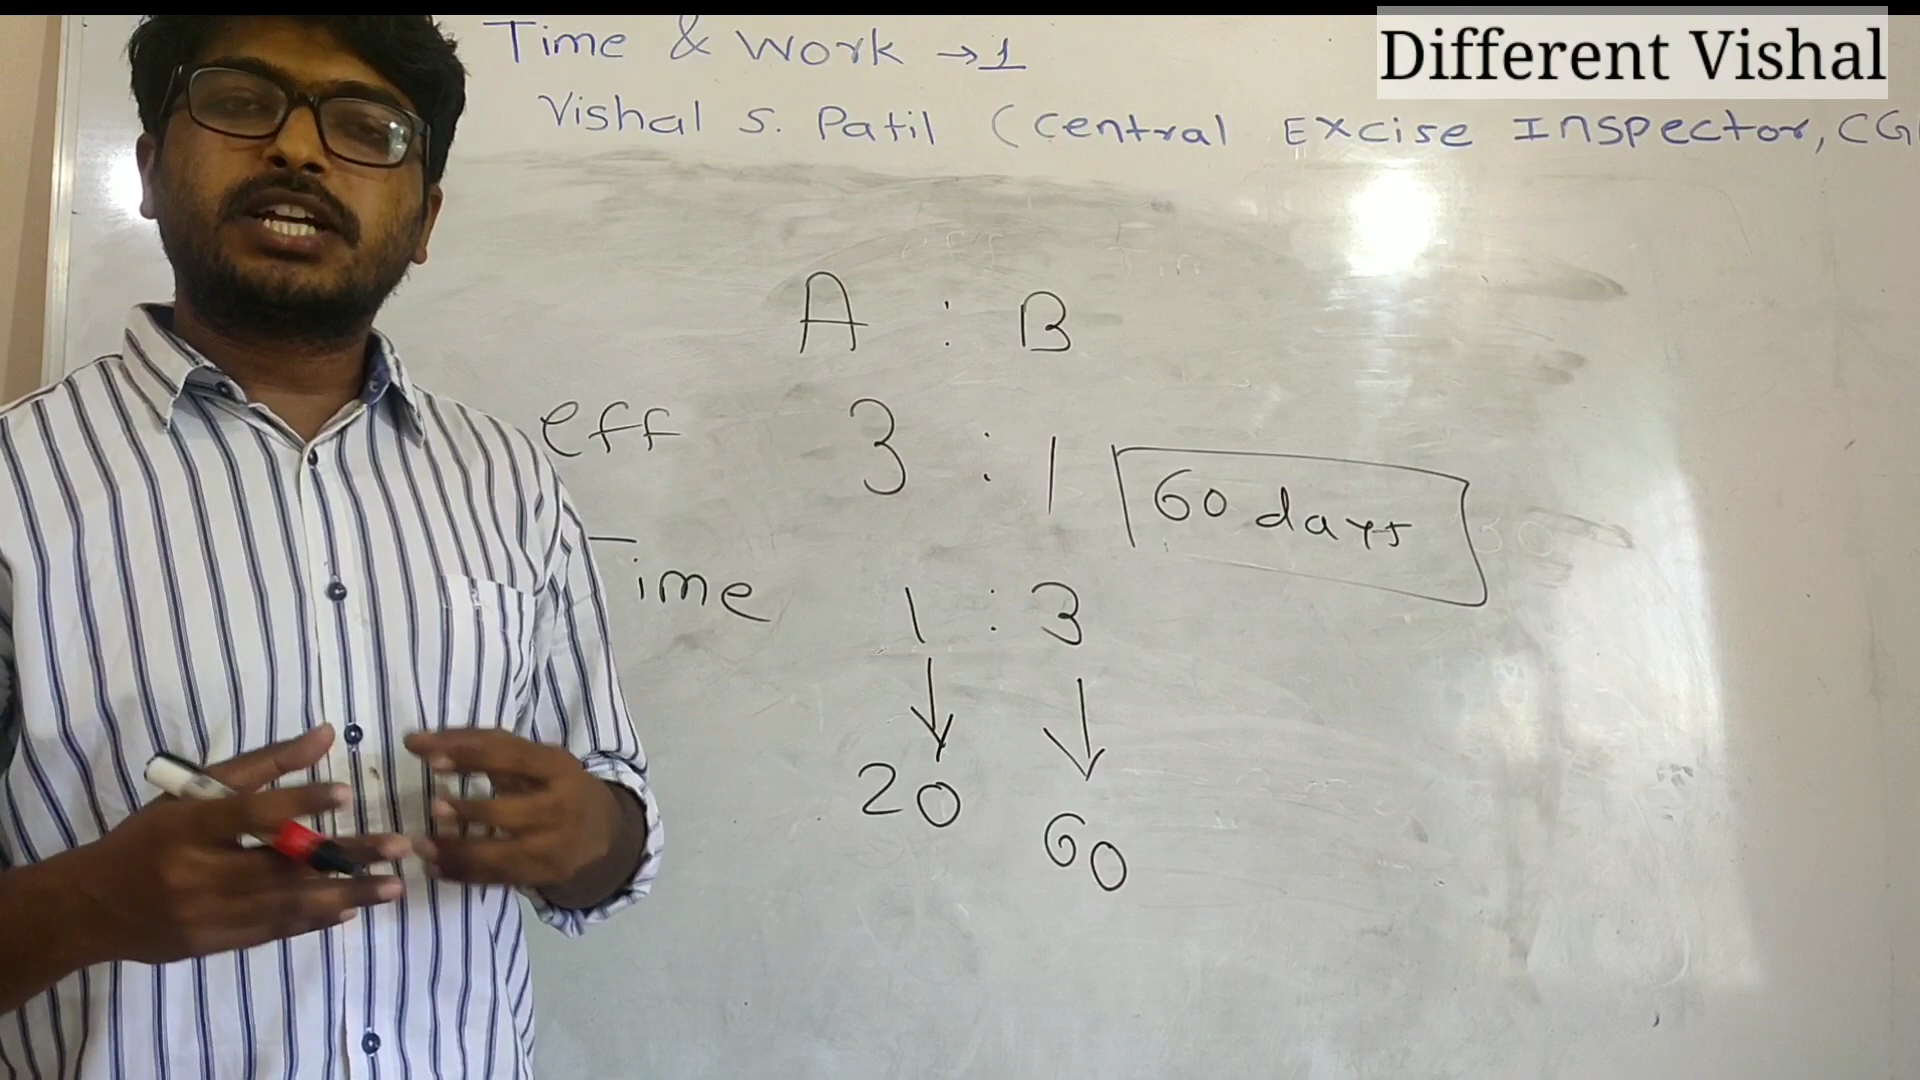 Different Vishal
Time & Work → 1
Vishal S. Patil (Central Excise Inspector, CG
A : B
eff 3 : 1
60 days
Time 1 : 3
20 60